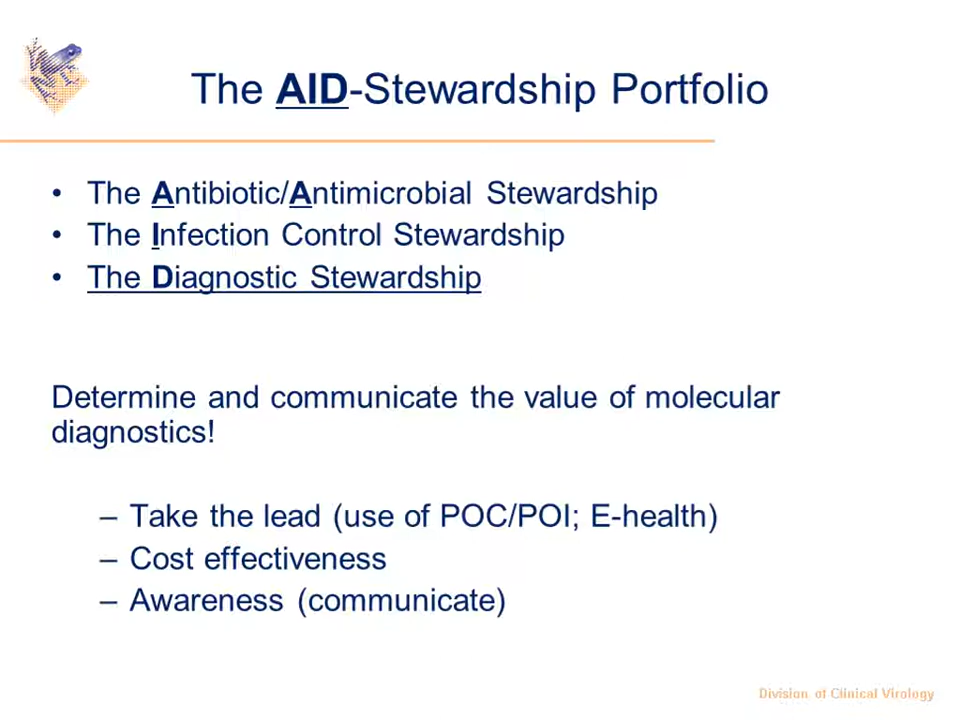 The AID-Stewardship Portfolio
• The Antibiotic/Antimicrobial Stewardship
• The Infection Control Stewardship
• The Diagnostic Stewardship
Determine and communicate the value of molecular
diagnostics!
– Take the lead (use of POC/POI; E-health)
– Cost effectiveness
– Awareness (communicate)
Division of Clinical Virology